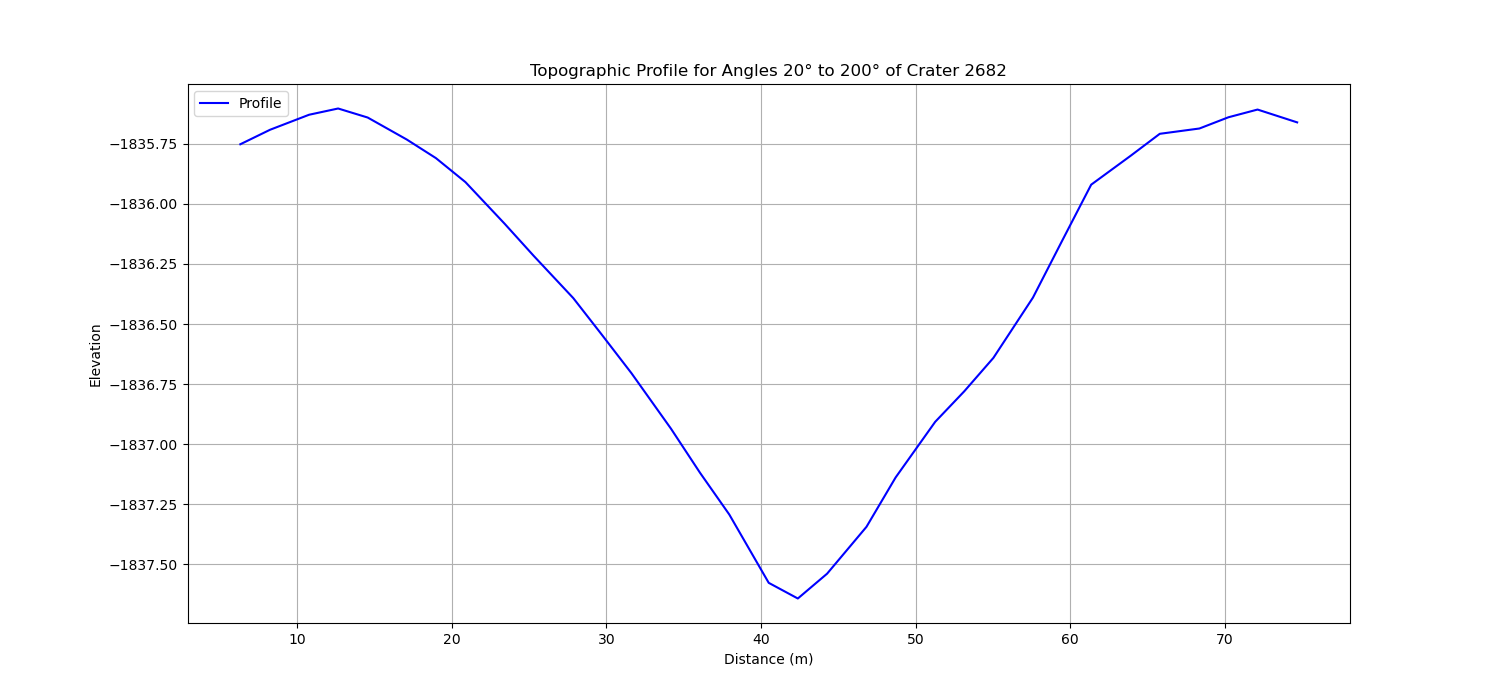 Topographic Profile for Angles 20° to 200° of Crater 2682
Profile
−1835.75
−1836.00
−1836.25
−1836.50
−1836.75
−1837.00
−1837.25
−1837.50
Elevation
10 20 30 40 50 60 70
Distance (m)